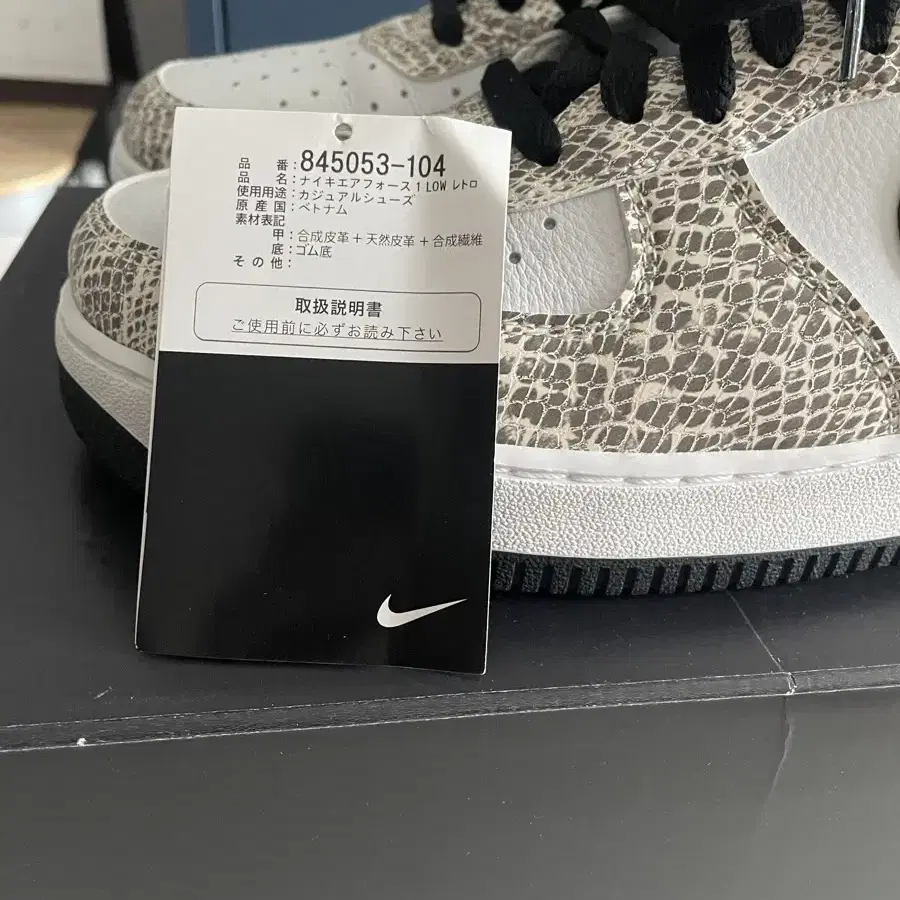 品番：845053-104
品名：ナイキエアフォース 1 LOW レトロ
使用用途：カジュアルシューズ
原産国：ベトナム
素材表記
甲：合成皮革＋天然皮革＋合成繊維
底：ゴム底
その他：
取扱説明書
ご使用前に必ずお読み下さい